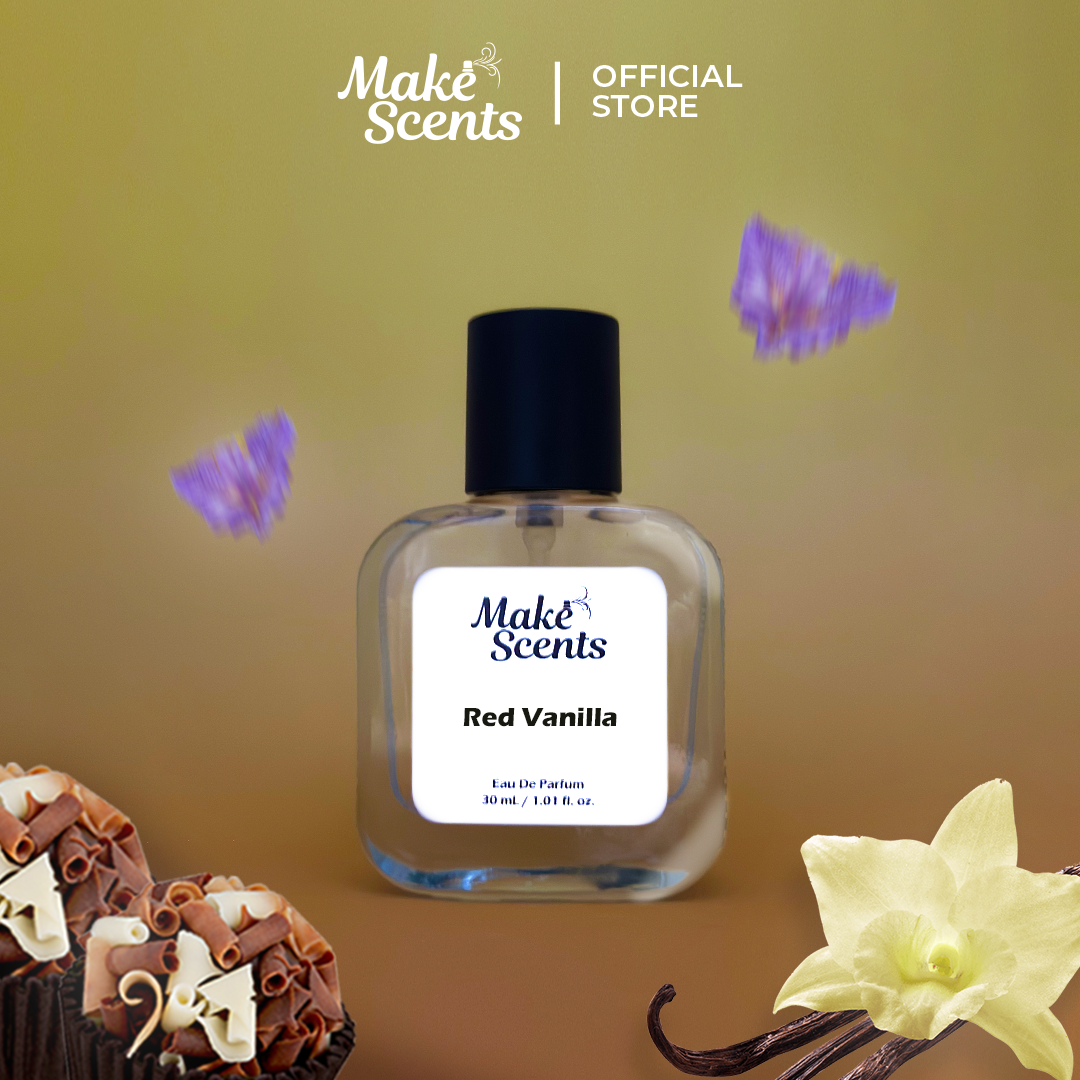 Make
Scents
OFFICIAL
STORE
Make
Scents
Red Vanilla
Eau De Parfum
30 mL / 1.01 fl. oz.